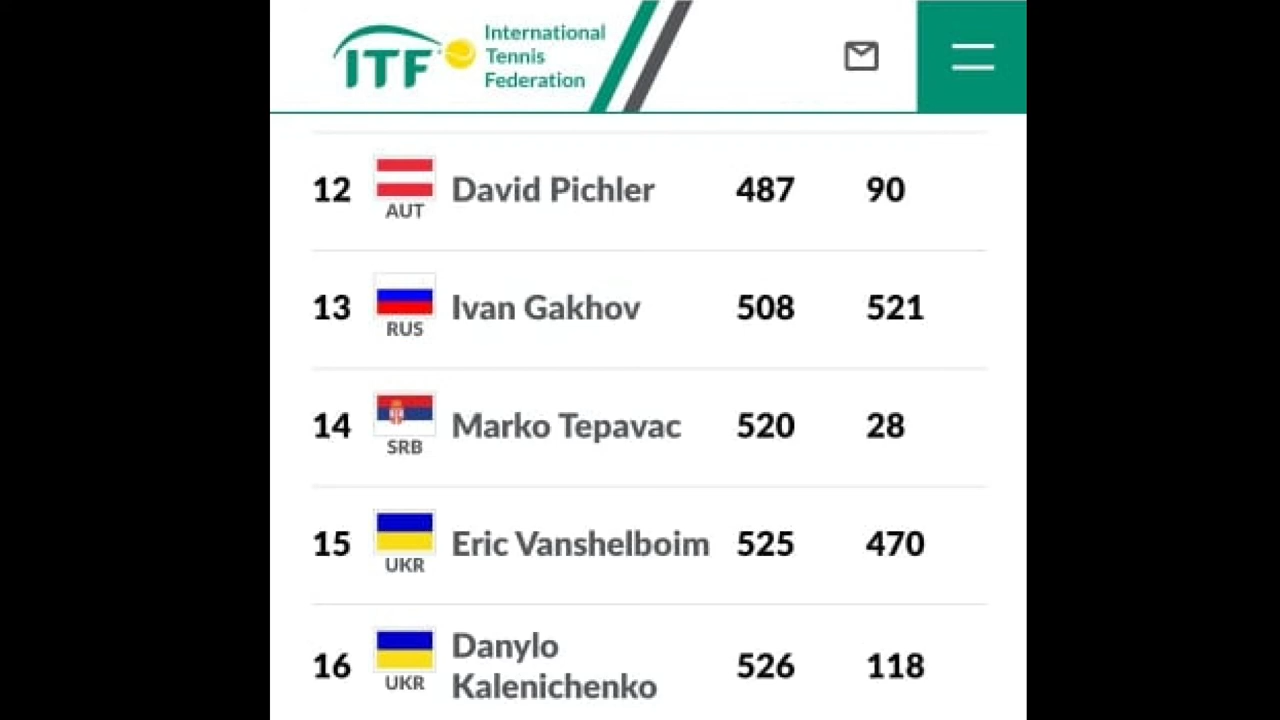 ITF
International
Tennis
Federation
12 AUT David Pichler 487 90
13 RUS Ivan Gakhov 508 521
14 SRB Marko Tepavac 520 28
15 UKR Eric Vanshelboim 525 470
16 UKR Danylo
Kalenichenko 526 118